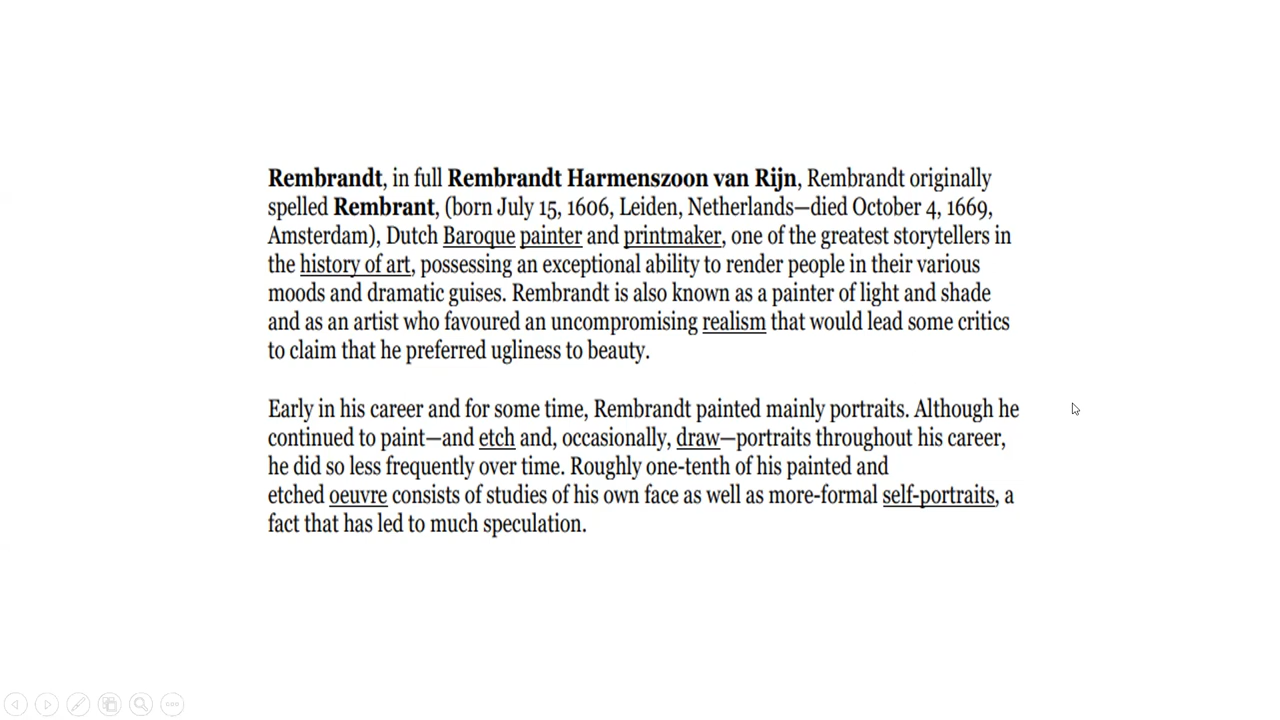 Rembrandt, in full Rembrandt Harmenszoon van Rijn, Rembrandt originally
spelled Rembrant, (born July 15, 1606, Leiden, Netherlands—died October 4, 1669,
Amsterdam), Dutch Baroque painter and printmaker, one of the greatest storytellers in
the history of art, possessing an exceptional ability to render people in their various
moods and dramatic guises. Rembrandt is also known as a painter of light and shade
and as an artist who favoured an uncompromising realism that would lead some critics
to claim that he preferred ugliness to beauty.
Early in his career and for some time, Rembrandt painted mainly portraits. Although he
continued to paint—and etch and, occasionally, draw—portraits throughout his career,
he did so less frequently over time. Roughly one-tenth of his painted and
etched oeuvre consists of studies of his own face as well as more-formal self-portraits, a
fact that has led to much speculation.